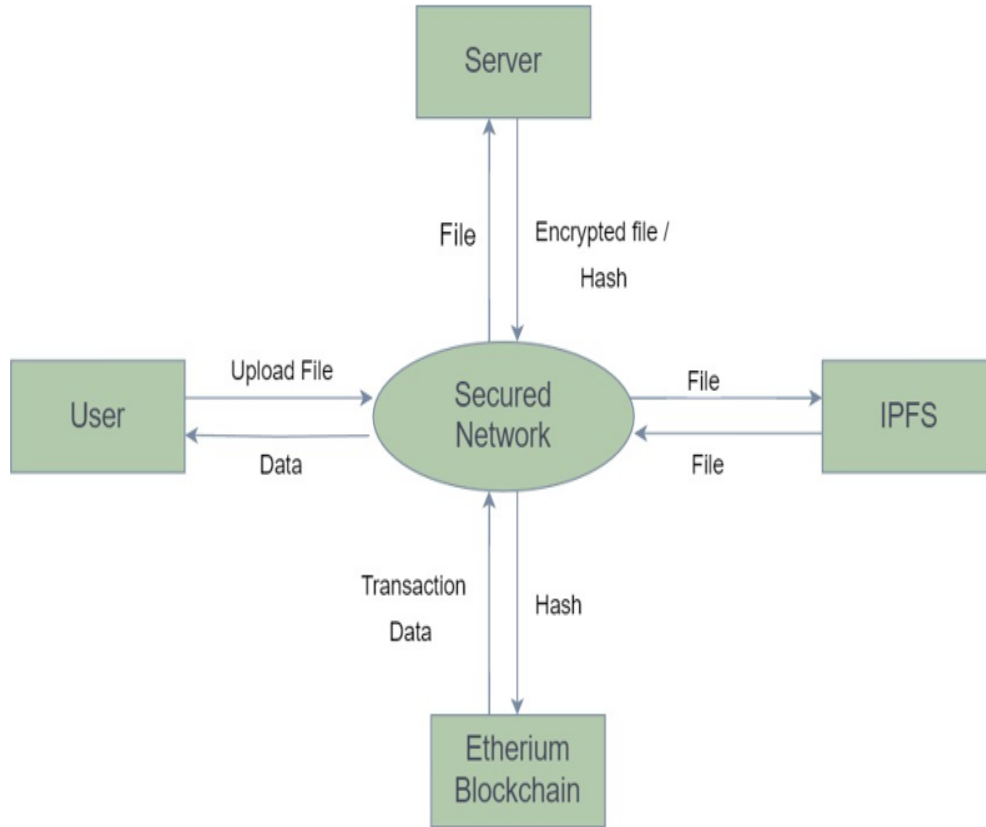 Server
File
Encrypted file /
Hash
Upload File
User
Data
Secured
Network
File
File
IPFS
Transaction
Data
Hash
Etherium
Blockchain